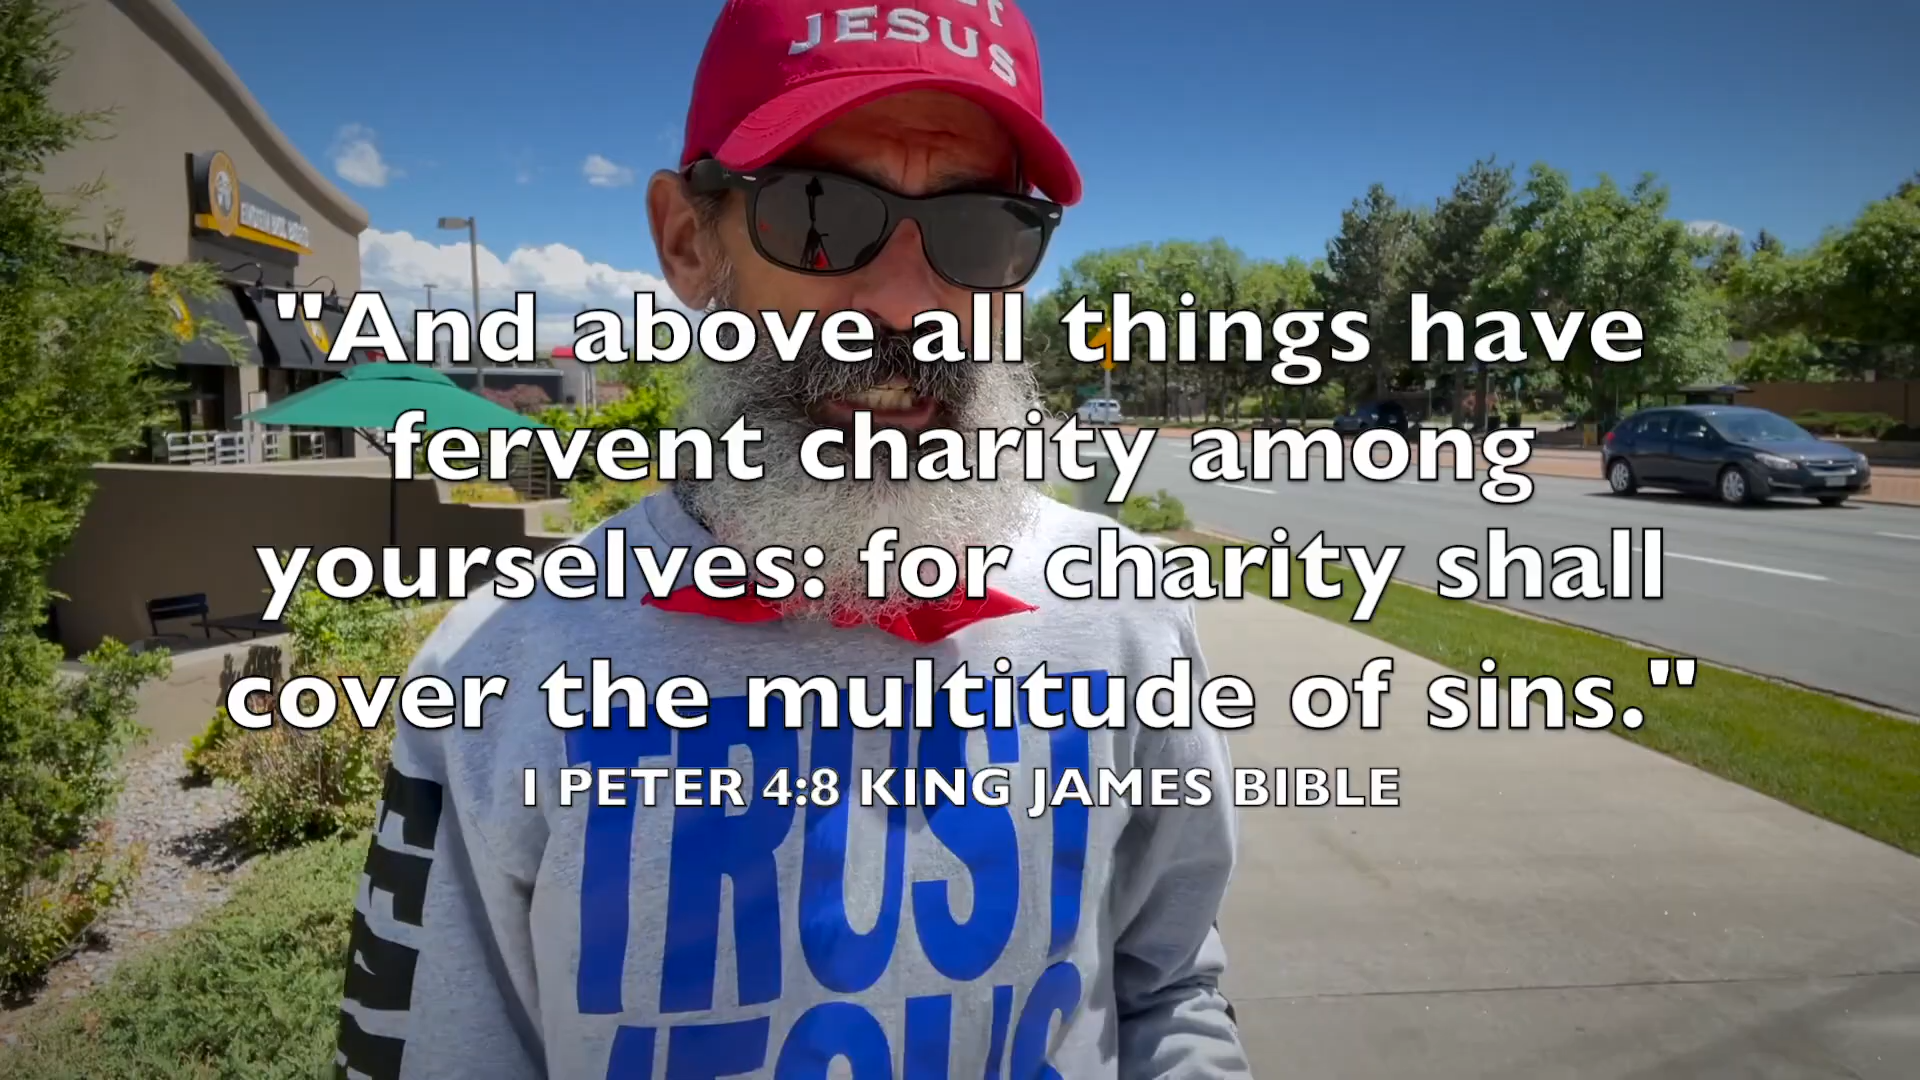 JESUS
"And above all things have
fervent charity among
yourselves: for charity shall
cover the multitude of sins."
I PETER 4:8 KING JAMES BIBLE
TRUST
JESUS